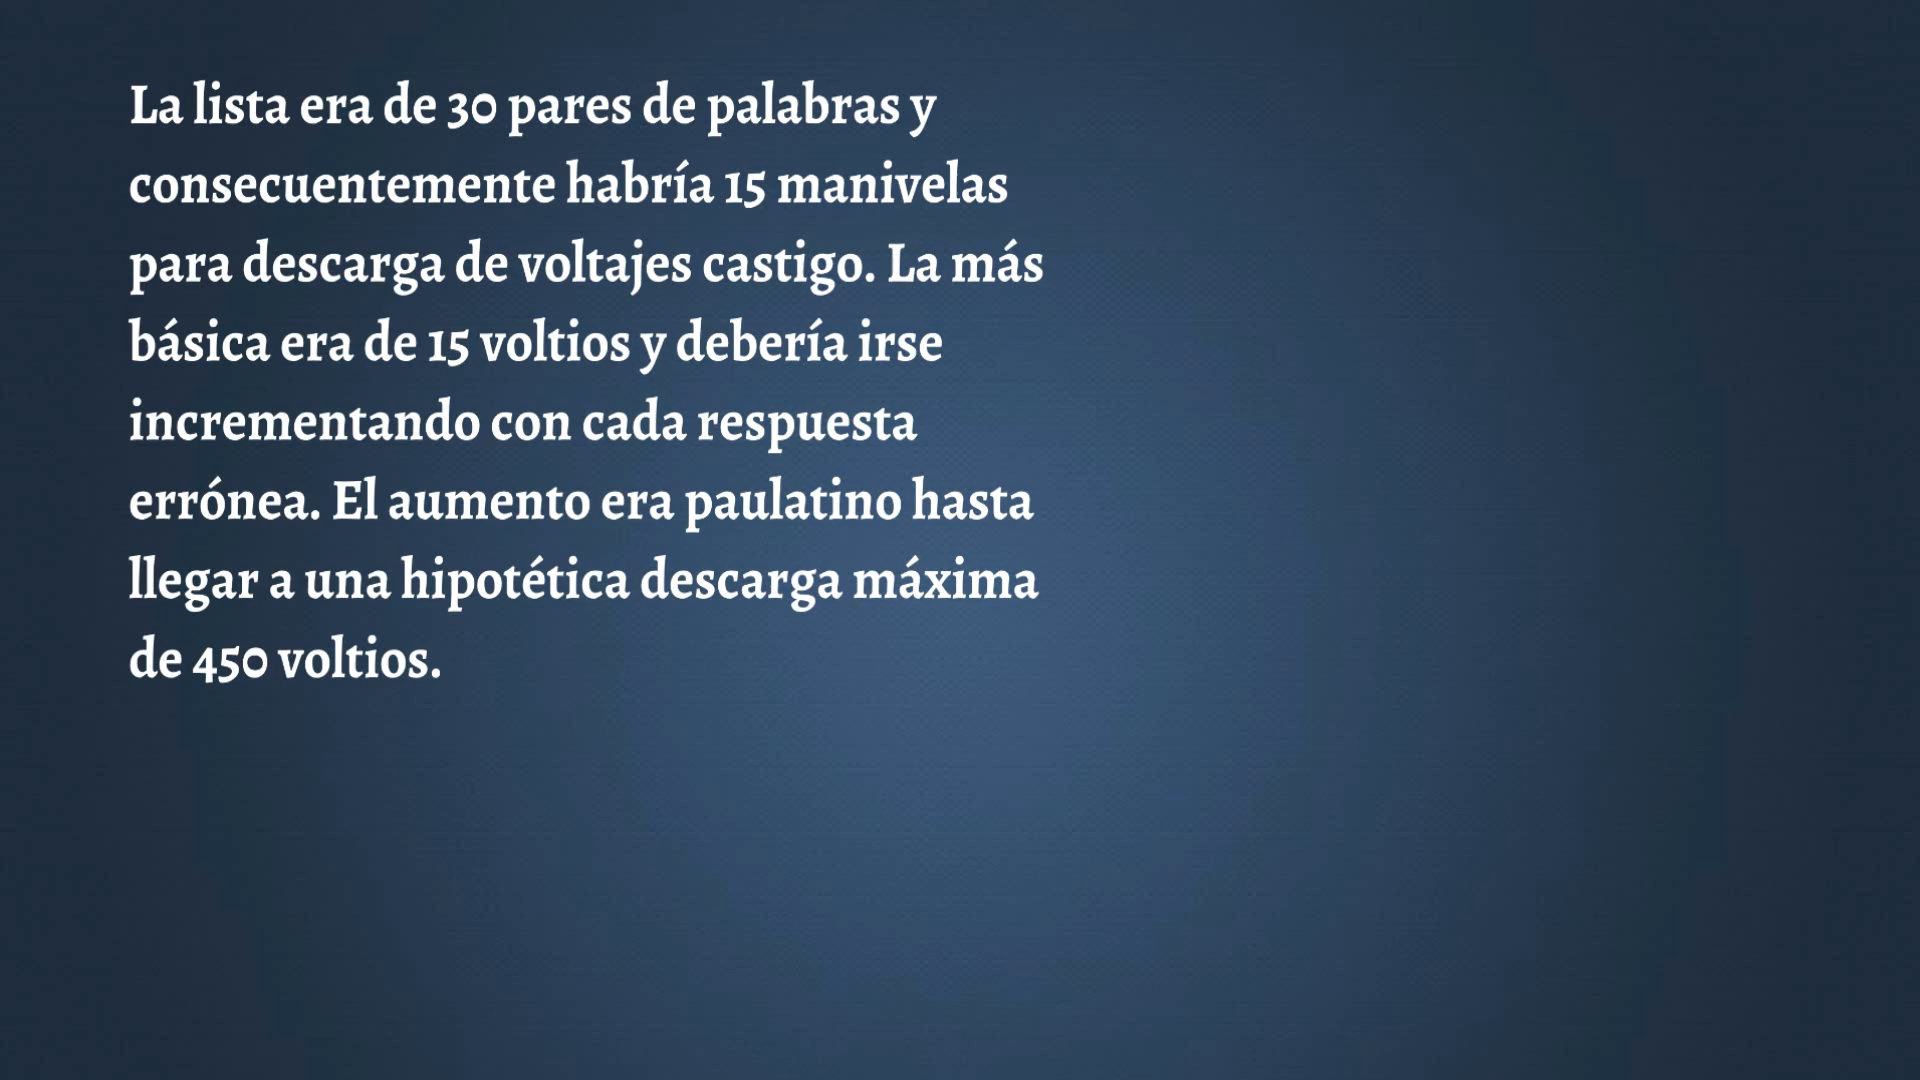 La lista era de 30 pares de palabras y
consecuentemente habría 15 manivelas
para descarga de voltajes castigo. La más
básica era de 15 voltios y debería irse
incrementando con cada respuesta
errónea. El aumento era paulatino hasta
llegar a una hipotética descarga máxima
de 450 voltios.